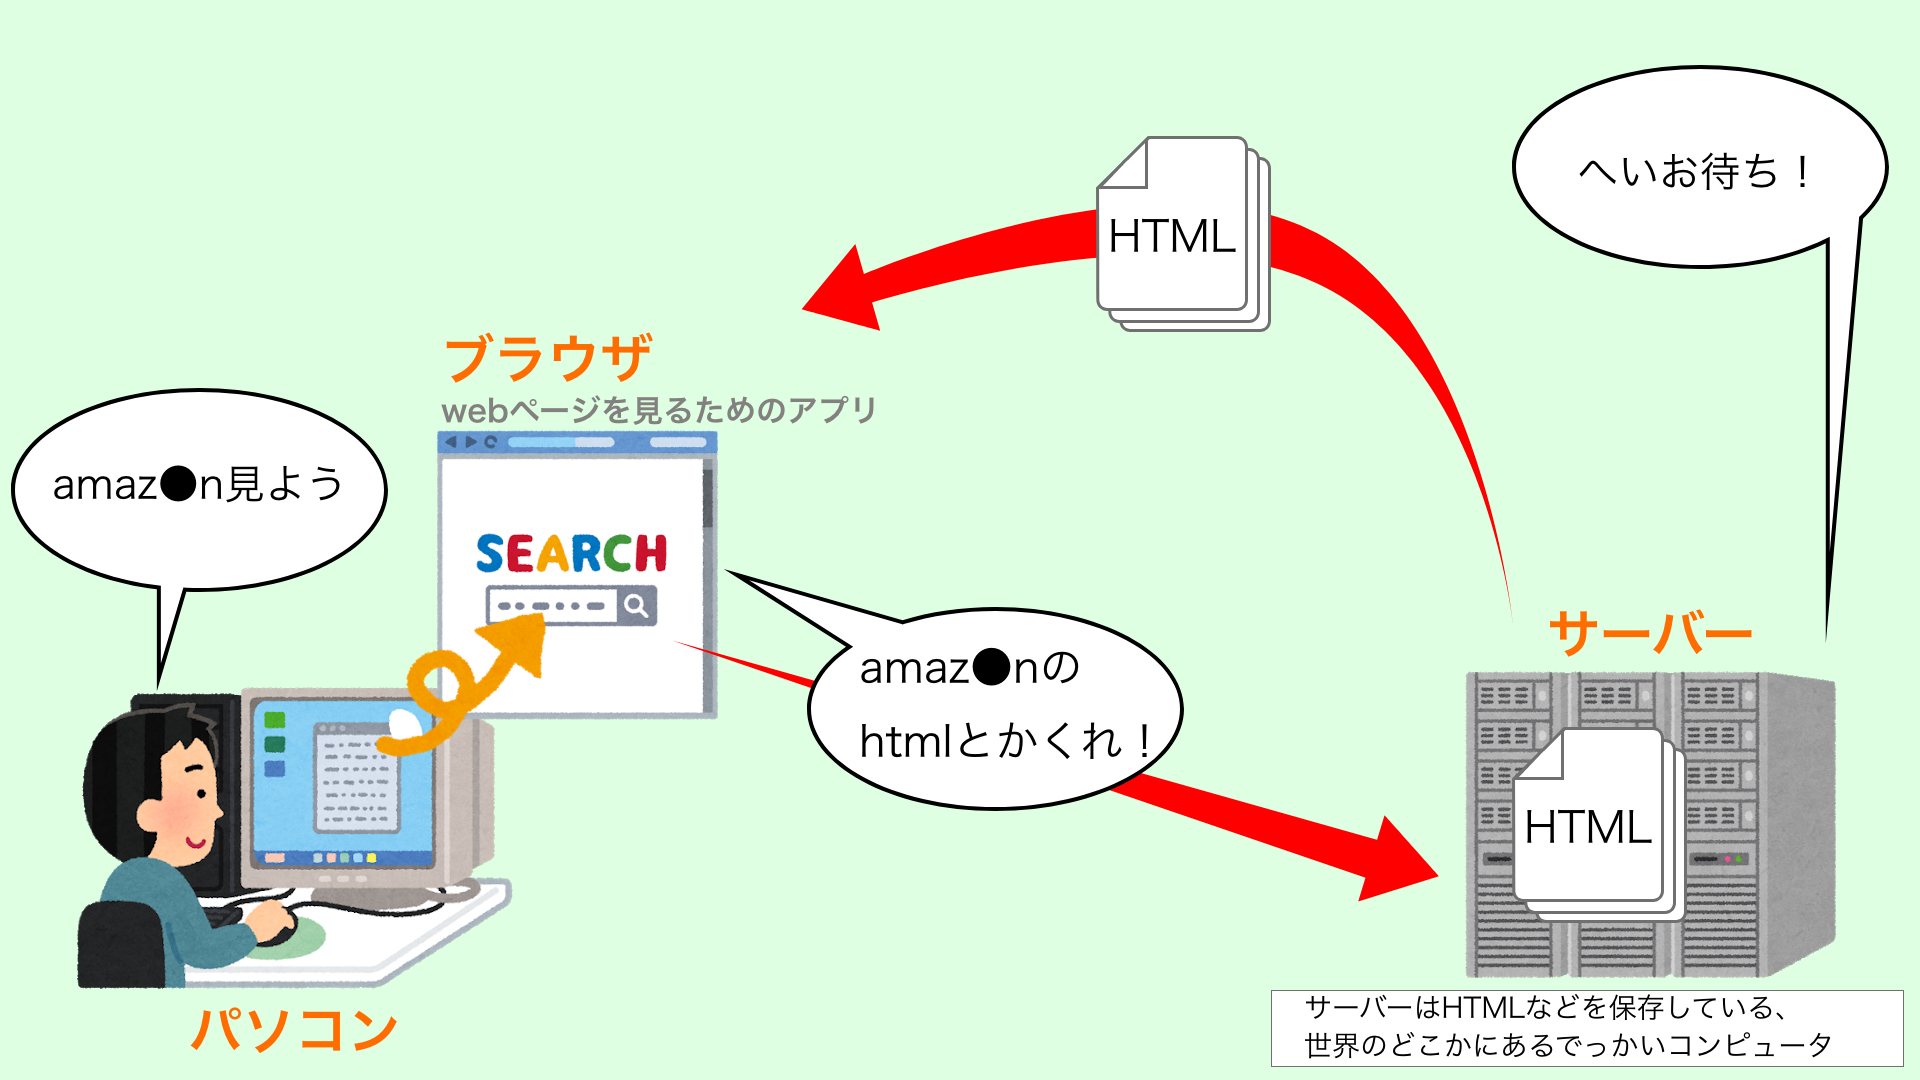 へいお待ち！
HTML
ブラウザ
webページを見るためのアプリ
amaz●n見よう
SEARCH
amaz●nの
htmlとかくれ！
サーバー
HTML
パソコン
サーバーはHTMLなどを保存している、
世界のどこかにあるでっかいコンピュータ